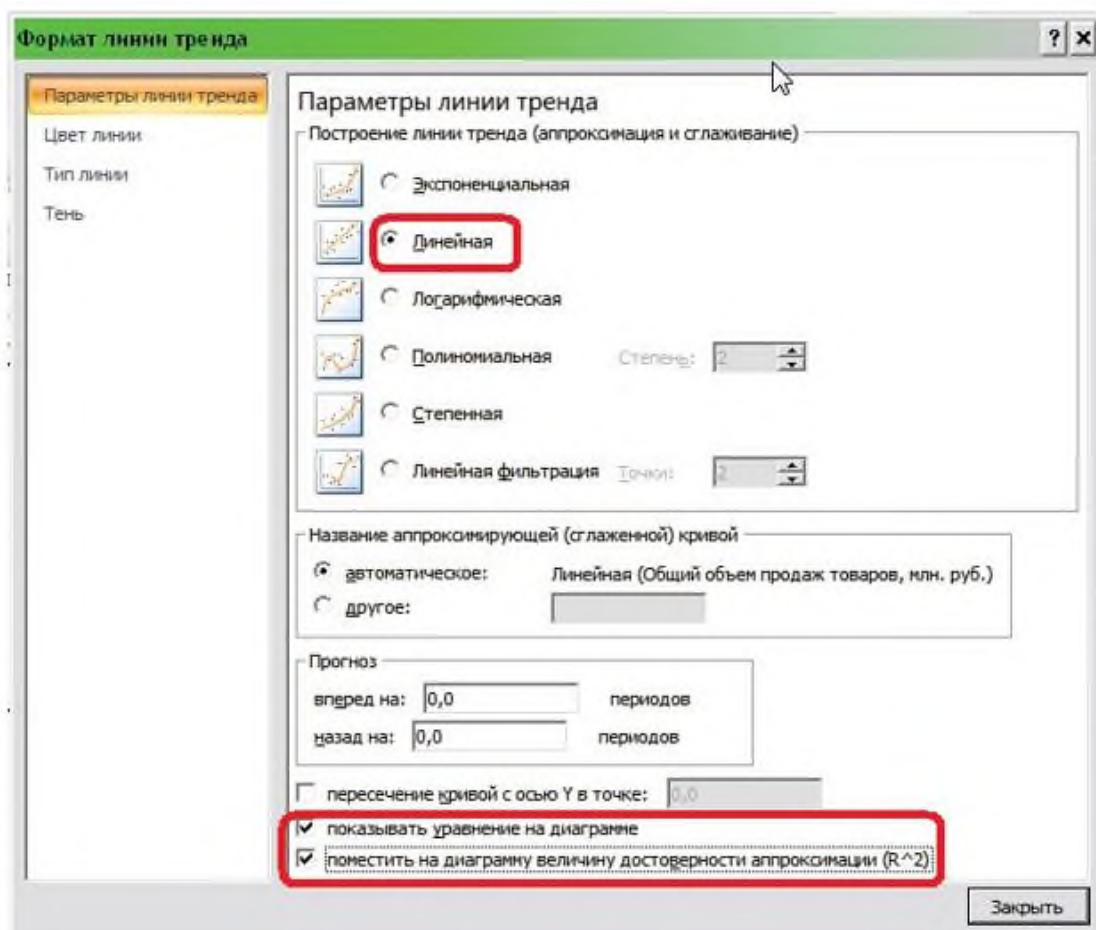 Формат линии тренда
Параметры линии тренда
Цвет линии
Тип линии
Тень
Параметры линии тренда
Построение линии тренда (аппроксимация и сглаживание)
Экспоненциальная
Линейная
Логарифмическая
Полиномиальная Степень: 2
Степенная
Линейная фильтрация Точки: 2
Название аппроксимирующей (сглаженной) кривой
автоматическое: Линейная (Общий объем продаж товаров, млн. руб.)
другое:
Прогноз
вперед на: 0,0 периодов
назад на: 0,0 периодов
пересечение кривой с осью Y в точке: 0,0
показывать уравнение на диаграмме
поместить на диаграмму величину достоверности аппроксимации (R^2)
Закрыть